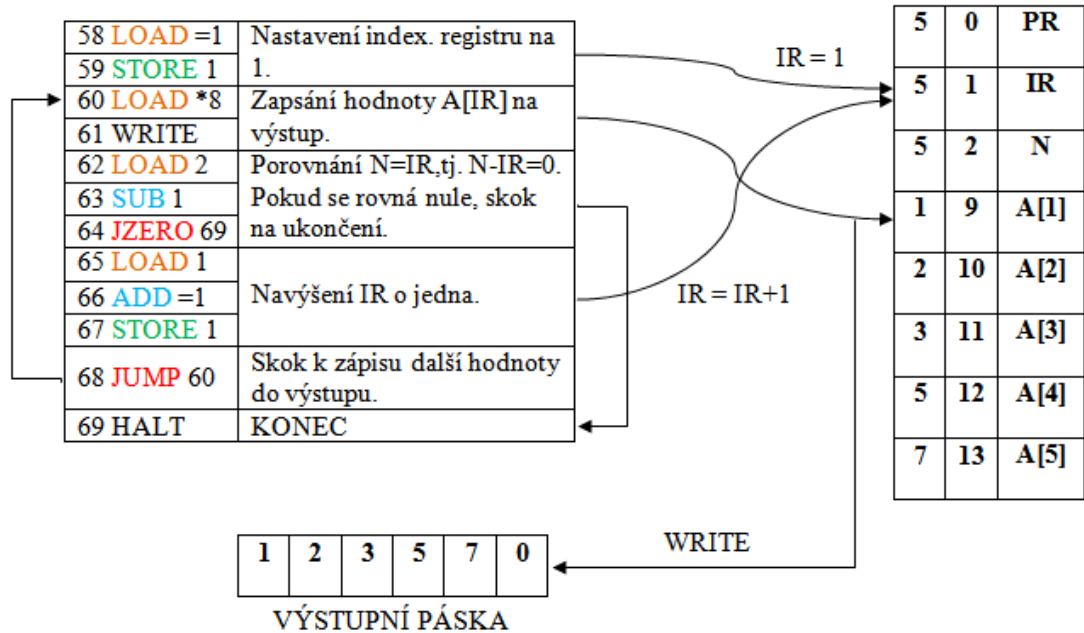 58 LOAD =1
59 STORE 1
Nastavení index. registru na
1.
60 LOAD *8
61 WRITE
Zapsání hodnoty A[IR] na
výstup.
62 LOAD 2
63 SUB 1
64 JZERO 69
Porovnání N=IR,tj. N-IR=0.
Pokud se rovná nule, skok
na ukončení.
65 LOAD 1
66 ADD =1
67 STORE 1
Navýšení IR o jedna.
68 JUMP 60
Skok k zápisu další hodnoty
do výstupu.
69 HALT KONEC
IR = 1
IR = IR+1
5 0 PR
5 1 IR
5 2 N
1 9 A[1]
2 10 A[2]
3 11 A[3]
5 12 A[4]
7 13 A[5]
WRITE
1 2 3 5 7 0
VÝSTUPNÍ PÁSKA